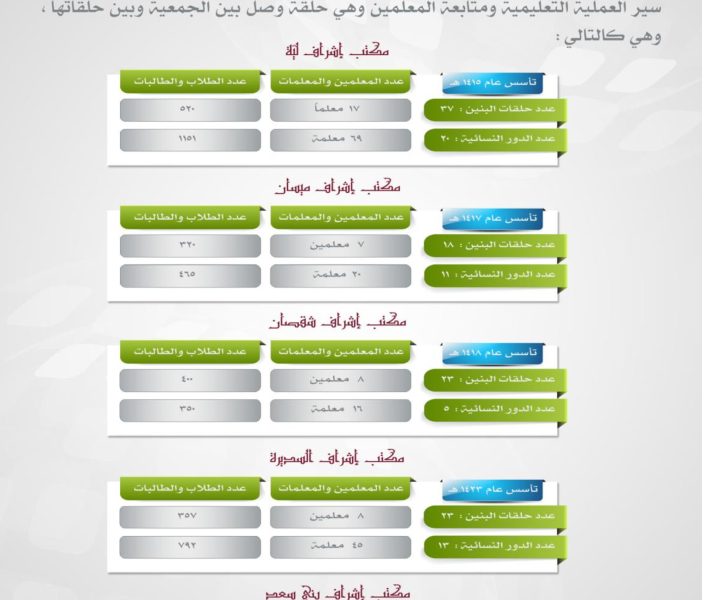 سير العملية التعليمية ومتابعة المعلمين وهي حلقة وصل بين الجمعية وبين حلقاتها ،
وهي كالتالي :
مكتب إشراف ليّة
تأسس عام ١٤١٥ هـ عدد المعلمين والمعلمات عدد الطلاب والطالبات
عدد حلقات البنين : ٣٧ ١٧ معلماً ٥٢٠
عدد الدور النسائية : ٢٠ ٦٩ معلمة ١١٥١
مكتب إشراف ميسان
تأسس عام ١٤١٧ هـ عدد المعلمين والمعلمات عدد الطلاب والطالبات
عدد حلقات البنين : ١٨ ٧ معلمين ٣٢٠
عدد الدور النسائية : ١١ ٢٠ معلمة ٤٦٥
مكتب إشراف شقصان
تأسس عام ١٤١٨ هـ عدد المعلمين والمعلمات عدد الطلاب والطالبات
عدد حلقات البنين : ٢٣ ٨ معلمين ٤٠٠
عدد الدور النسائية : ٥ ١٦ معلمة ٣٥٠
مكتب إشراف السديرة
تأسس عام ١٤٢٣ هـ عدد المعلمين والمعلمات عدد الطلاب والطالبات
عدد حلقات البنين : ٢٣ ٨ معلمين ٣٥٧
عدد الدور النسائية : ١٣ ٤٥ معلمة ٧٩٢
مكتب إشراف بني سعد